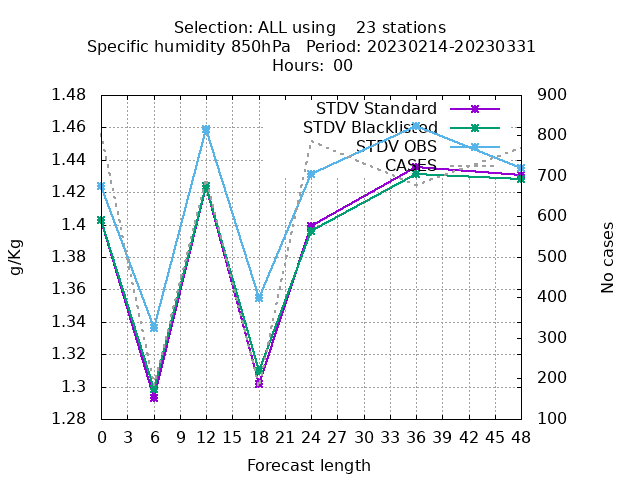 Selection: ALL using    23 stations
Specific humidity 850hPa   Period: 20230214-20230331
Hours:  00
STDV Standard
STDV Blacklisted
STDV OBS
CASES
1.48
1.46
1.44
1.42
1.4
1.38
1.36
1.34
1.32
1.3
1.28
g/Kg
900
800
700
600
500
400
300
200
100
No cases
0 3 6 9 12 15 18 21 24 27 30 33 36 39 42 45 48
Forecast length